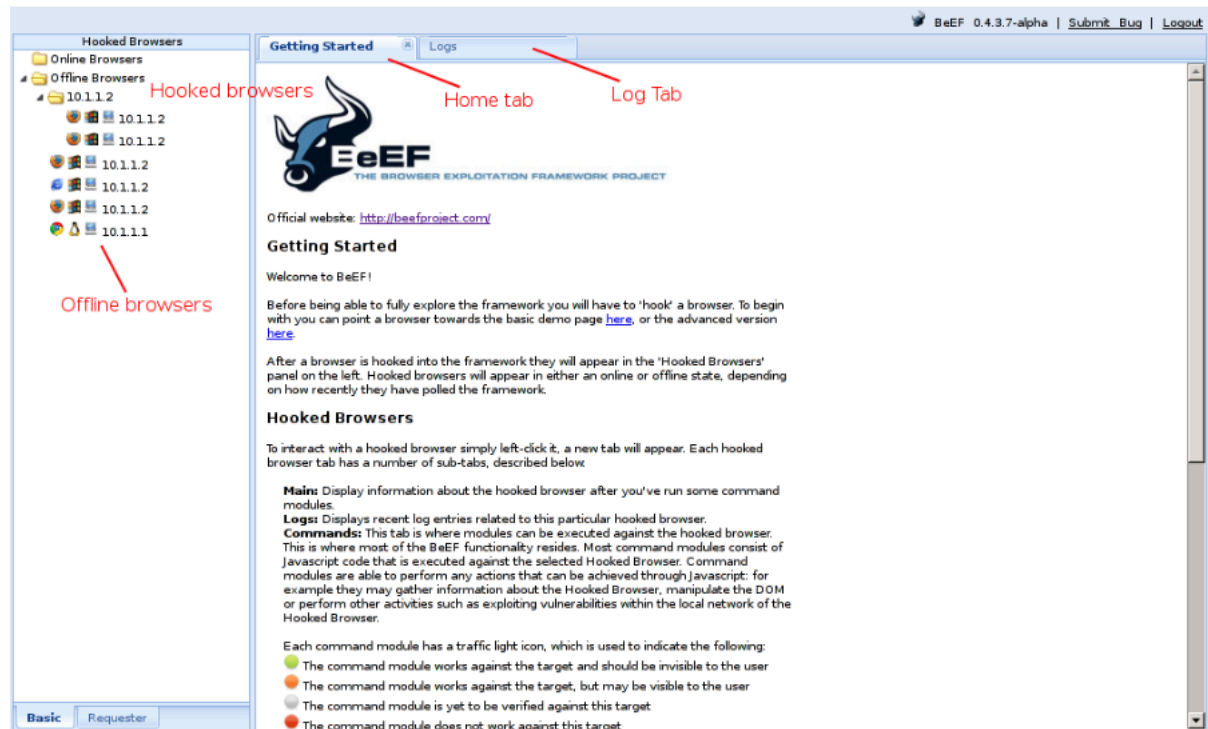 BeEF 0.4.3.7-alpha | Submit Bug | Logout
Hooked Browsers
Getting Started
Logs
Online Browsers
Offline Browsers
10.1.1.2
10.1.1.2
10.1.1.2
10.1.1.2
10.1.1.2
10.1.1.2
10.1.1.1
Hooked browsers
Home tab
Log Tab
Offline browsers
BeEF
THE BROWSER EXPLOITATION FRAMEWORK PROJECT
Official website: http://beefproject.com/
Getting Started
Welcome to BeEF!
Before being able to fully explore the framework you will have to 'hook' a browser. To begin
with you can point a browser towards the basic demo page here, or the advanced version
here.
After a browser is hooked into the framework they will appear in the 'Hooked Browsers'
panel on the left. Hooked browsers will appear in either an online or offline state, depending
on how recently they have polled the framework.
Hooked Browsers
To interact with a hooked browser simply left-click it, a new tab will appear. Each hooked
browser tab has a number of sub-tabs, described below:
Main: Display information about the hooked browser after you've run some command
modules.
Logs: Displays recent log entries related to this particular hooked browser.
Commands: This tab is where modules can be executed against the hooked browser.
This is where most of the BeEF functionality resides. Most command modules consist of
Javascript code that is executed against the selected Hooked Browser. Command
modules are able to perform any actions that can be achieved through Javascript: for
example they may gather information about the Hooked Browser, manipulate the DOM
or perform other activities such as exploiting vulnerabilities within the local network of the
Hooked Browser.
Each command module has a traffic light icon, which is used to indicate the following:
The command module works against the target and should be invisible to the user
The command module works against the target, but may be visible to the user
The command module is yet to be verified against this target
The command module does not work against this target
Basic
Requester